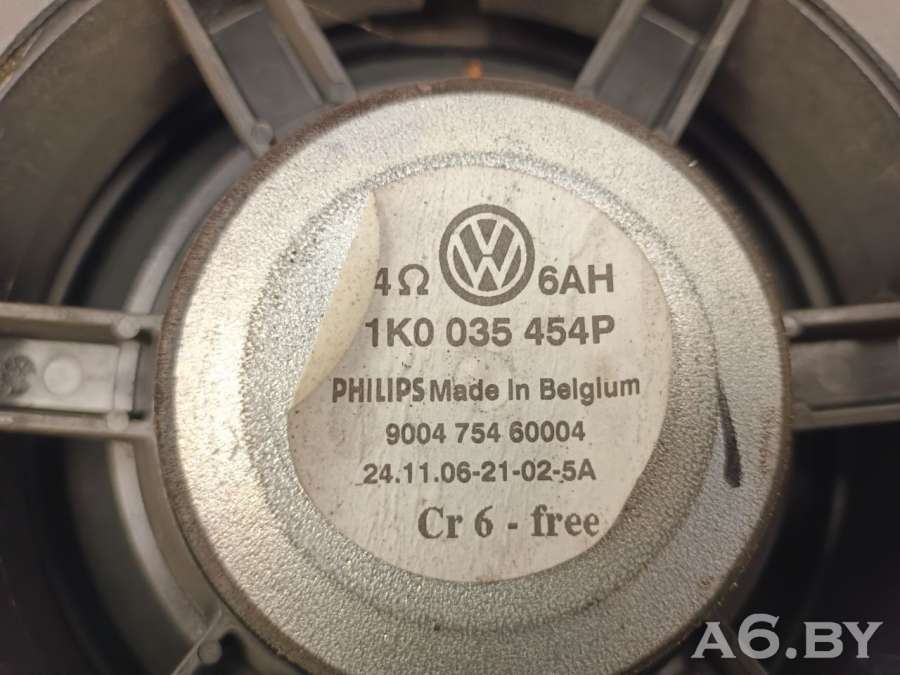 4Ω VW 6AH
1K0 035 454P
PHILIPS Made In Belgium
9004 754 60004
24.11.06-21-02-5A
Cr 6 - free
A6.BY